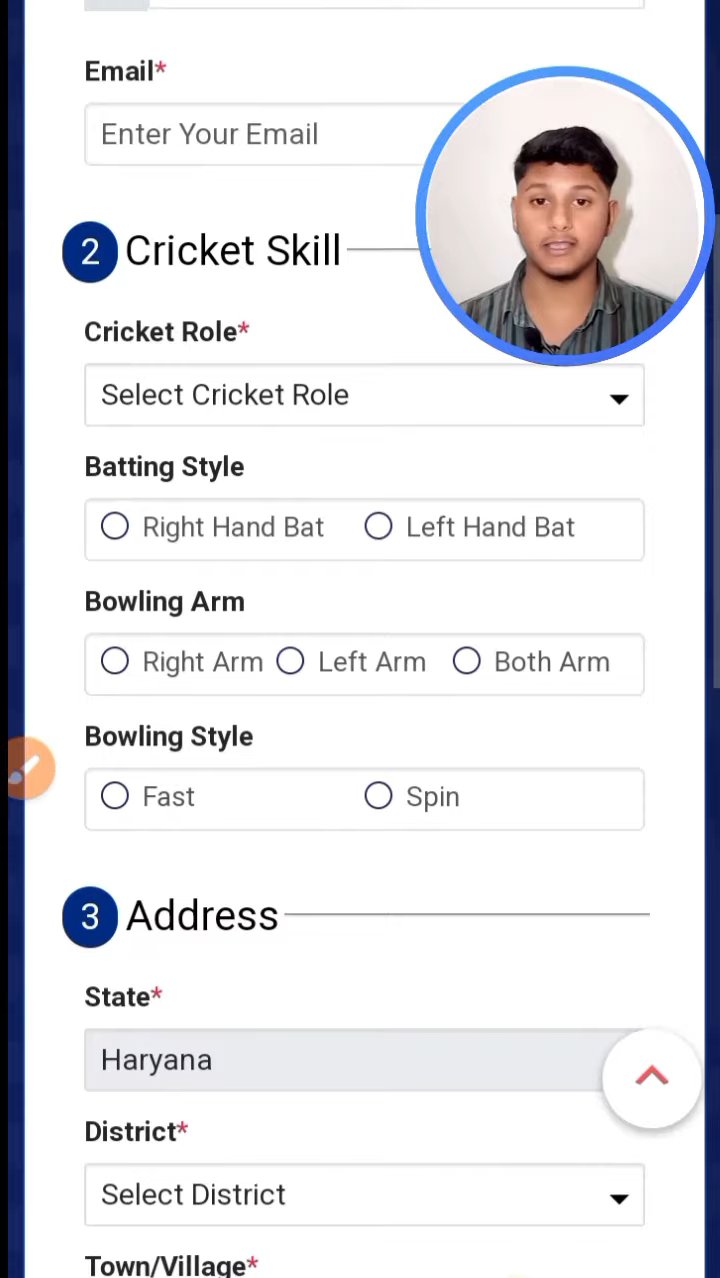 Email*
Enter Your Email
2 Cricket Skill
Cricket Role*
Select Cricket Role
Batting Style
Right Hand Bat Left Hand Bat
Bowling Arm
Right Arm Left Arm Both Arm
Bowling Style
Fast Spin
3 Address
State*
Haryana
District*
Select District
Town/Village*